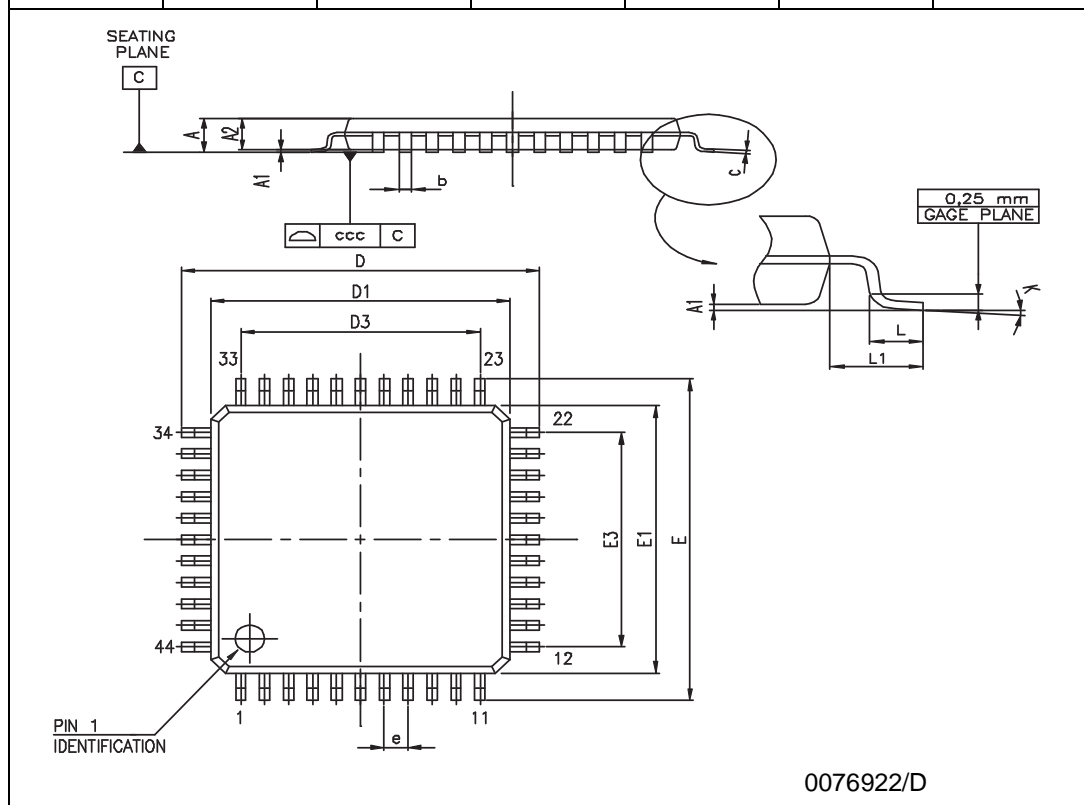 SEATING
PLANE
C
A
A2
A1
b
c
ccc C
0,25 mm
GAGE PLANE
A1
K
L
L1
D
D1
D3
33
23
34
22
E3
E1
E
44
12
1
11
e
PIN 1
IDENTIFICATION
0076922/D